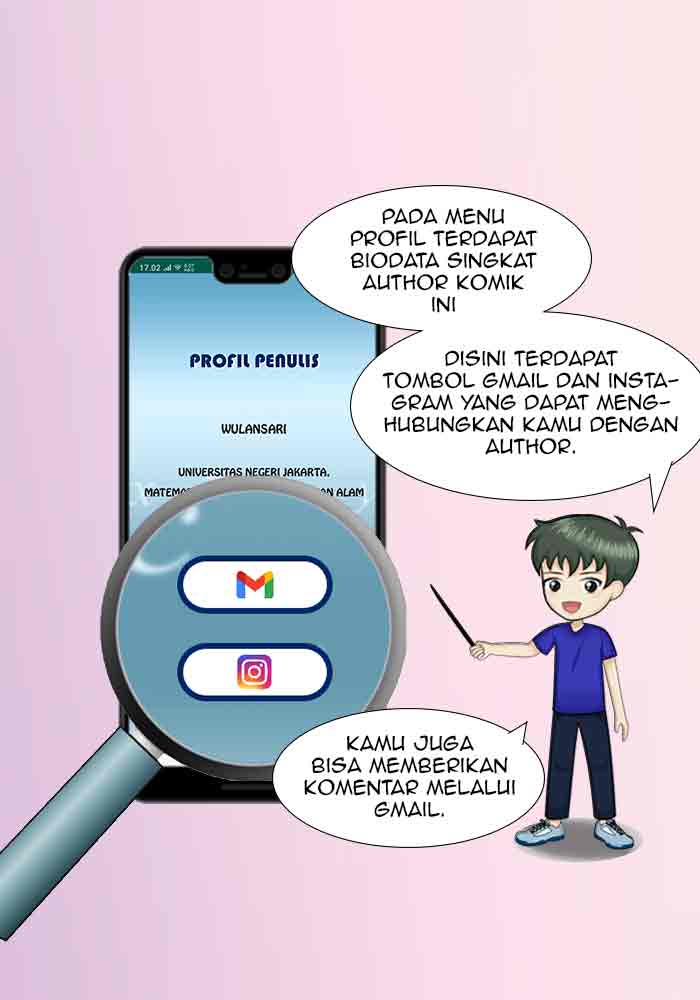 PADA MENU
PROFIL TERDAPAT
BIODATA SINGKAT
AUTHOR KOMIK
INI
17.02
PROFIL PENULIS
DISINI TERDAPAT
TOMBOL GMAIL DAN INSTA-
GRAM YANG DAPAT MENG-
HUBUNGKAN KAMU DENGAN
AUTHOR.
WULANSARI
UNIVERSITAS NEGERI JAKARTA.
ALAM
KAMU JUGA
BISA MEMBERIKAN
KOMENTAR MELALUI
GMAIL.